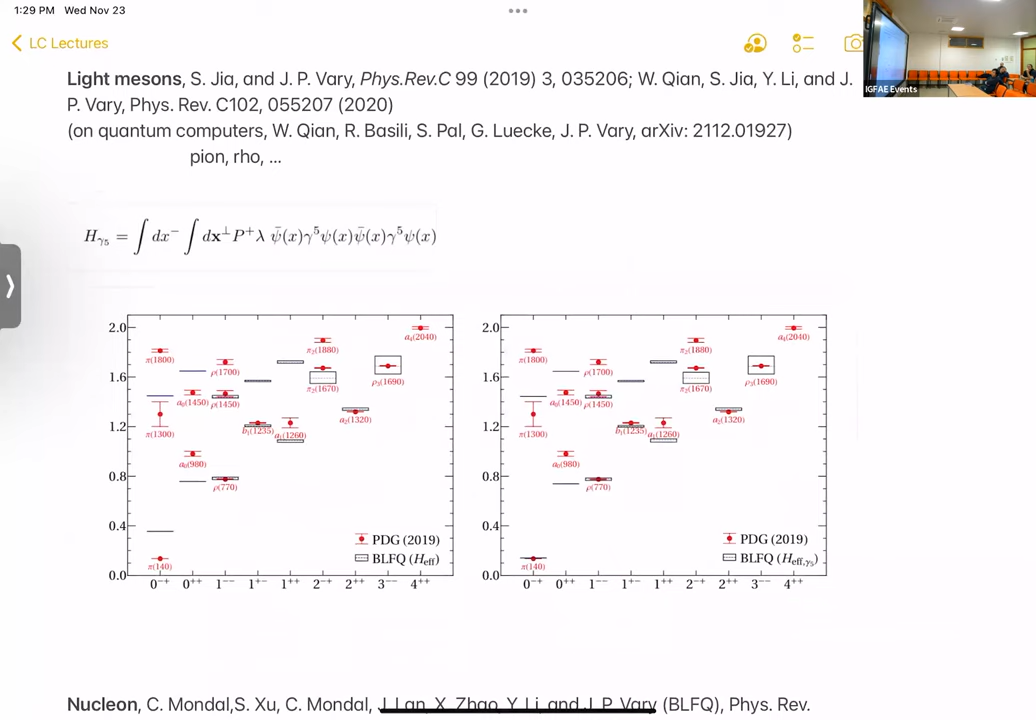 1:29 PM Wed Nov 23
LC Lectures
IGFAE Events
Light mesons, S. Jia, and J. P. Vary, Phys.Rev.C 99 (2019) 3, 035206; W. Qian, S. Jia, Y. Li, and J.
P. Vary, Phys. Rev. C102, 055207 (2020)
(on quantum computers, W. Qian, R. Basili, S. Pal, G. Luecke, J. P. Vary, arXiv: 2112.01927)
pion, rho, ...
H_{γ5} = ∫ dx⁻ ∫ dx^⊥ P⁺ λ ψ̄(x)γ⁵ψ(x)ψ̄(x)γ⁵ψ(x)
2.0
1.6
1.2
0.8
0.4
0.0
π(1800)
π(1300)
π(140)
a₀(1450)
a₀(980)
ρ(1700)
ρ(1450)
ρ(770)
b₁(1235)
a₁(1260)
π₂(1880)
π₂(1670)
a₂(1320)
ρ₃(1690)
a₄(2040)
PDG (2019)
BLFQ (H_eff)
0⁻⁺ 0⁺⁺ 1⁻⁻ 1⁺⁻ 1⁺⁺ 2⁻⁺ 2⁺⁺ 3⁻⁻ 4⁺⁺
2.0
1.6
1.2
0.8
0.4
0.0
π(1800)
π(1300)
π(140)
a₀(1450)
a₀(980)
ρ(1700)
ρ(1450)
ρ(770)
b₁(1235)
a₁(1260)
π₂(1880)
π₂(1670)
a₂(1320)
ρ₃(1690)
a₄(2040)
PDG (2019)
BLFQ (H_{eff,γ5})
0⁻⁺ 0⁺⁺ 1⁻⁻ 1⁺⁻ 1⁺⁺ 2⁻⁺ 2⁺⁺ 3⁻⁻ 4⁺⁺
Nucleon, C. Mondal,S. Xu, C. Mondal, J. Lan, X. Zhao, Y. Li, and J. P. Vary (BLFQ), Phys. Rev.